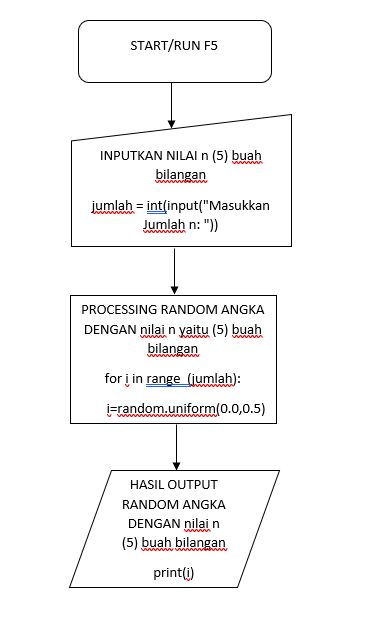 START/RUN F5
INPUTKAN NILAI n (5) buah
bilangan
jumlah = int(input("Masukkan
Jumlah n: "))
PROCESSING RANDOM ANGKA
DENGAN nilai n yaitu (5) buah
bilangan
for i in range (jumlah):
i=random.uniform(0.0,0.5)
HASIL OUTPUT
RANDOM ANGKA
DENGAN nilai n
(5) buah bilangan
print(i)